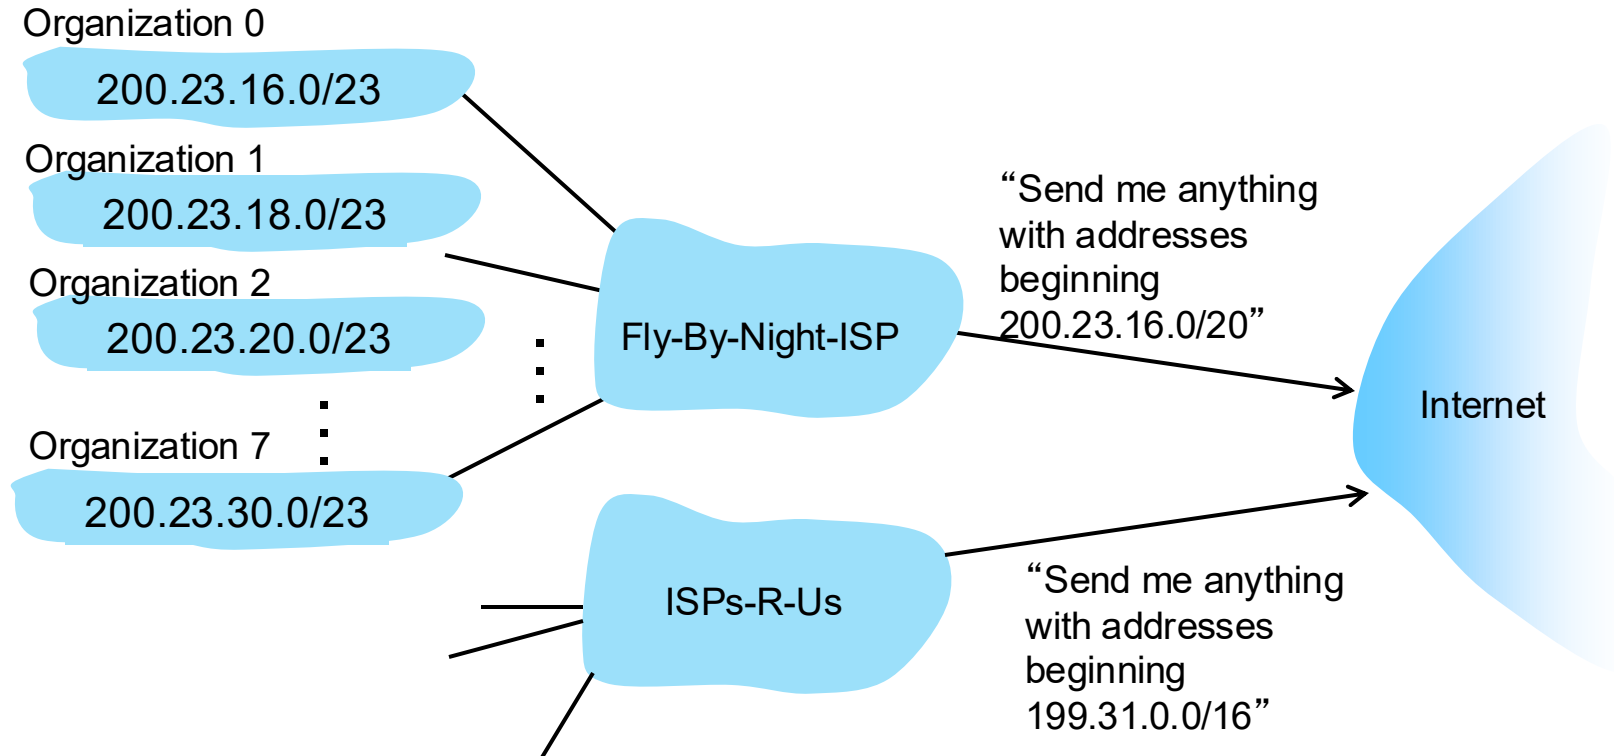 Organization 0
200.23.16.0/23
Organization 1
200.23.18.0/23
Organization 2
200.23.20.0/23
Organization 7
200.23.30.0/23
Fly-By-Night-ISP
“Send me anything
with addresses
beginning
200.23.16.0/20”
Internet
ISPs-R-Us
“Send me anything
with addresses
beginning
199.31.0.0/16”